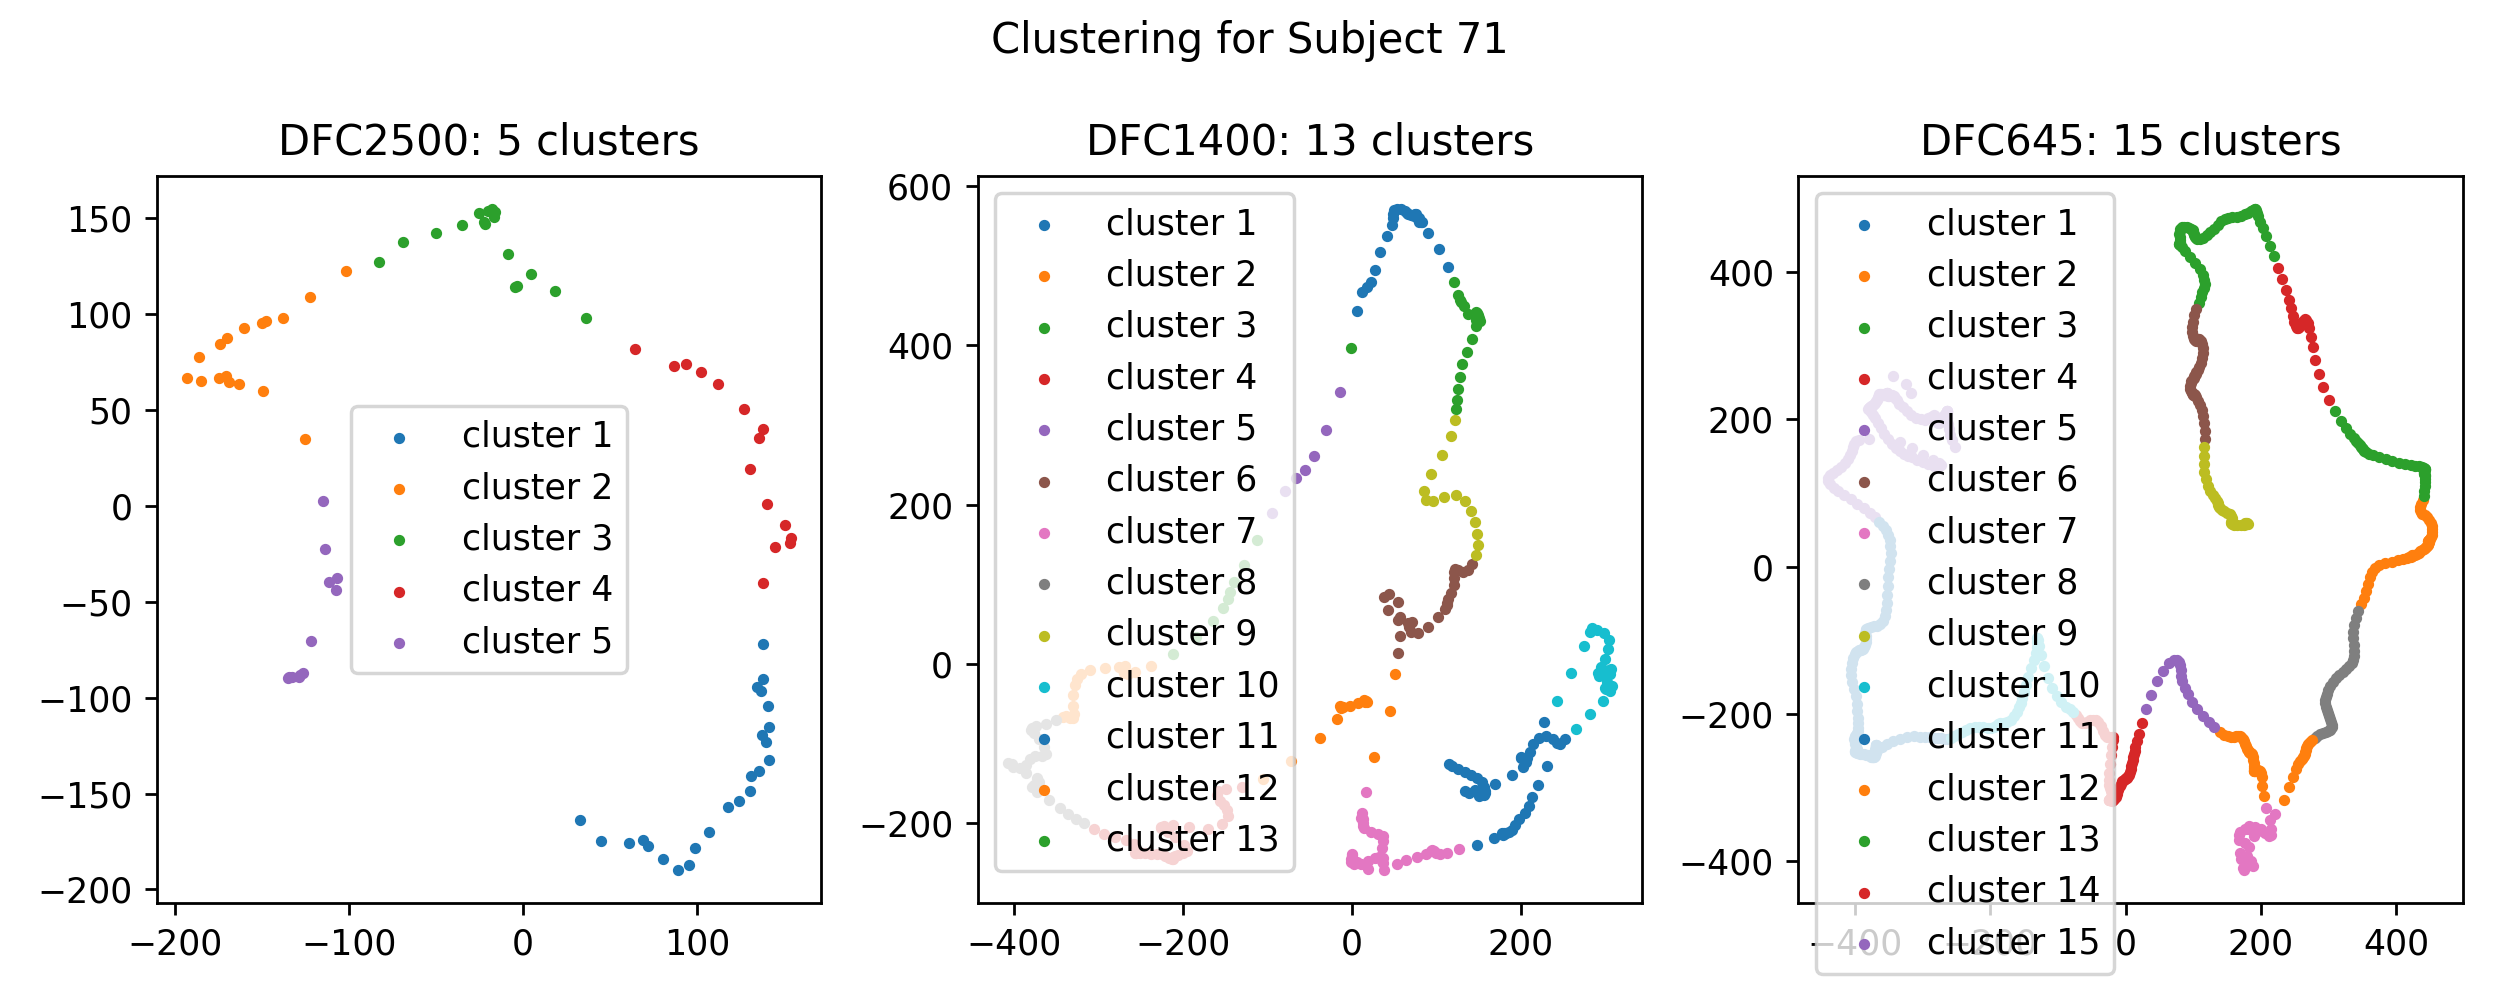 Clustering for Subject 71
DFC2500: 5 clusters
150
100
50
0
−50
−100
−150
−200
−200
−100
0
100
cluster 1
cluster 2
cluster 3
cluster 4
cluster 5
DFC1400: 13 clusters
600
400
200
0
−200
−400
−200
0
200
cluster 1
cluster 2
cluster 3
cluster 4
cluster 5
cluster 6
cluster 7
cluster 8
cluster 9
cluster 10
cluster 11
cluster 12
cluster 13
DFC645: 15 clusters
400
200
0
−200
−400
−400
−200
0
200
400
cluster 1
cluster 2
cluster 3
cluster 4
cluster 5
cluster 6
cluster 7
cluster 8
cluster 9
cluster 10
cluster 11
cluster 12
cluster 13
cluster 14
cluster 15